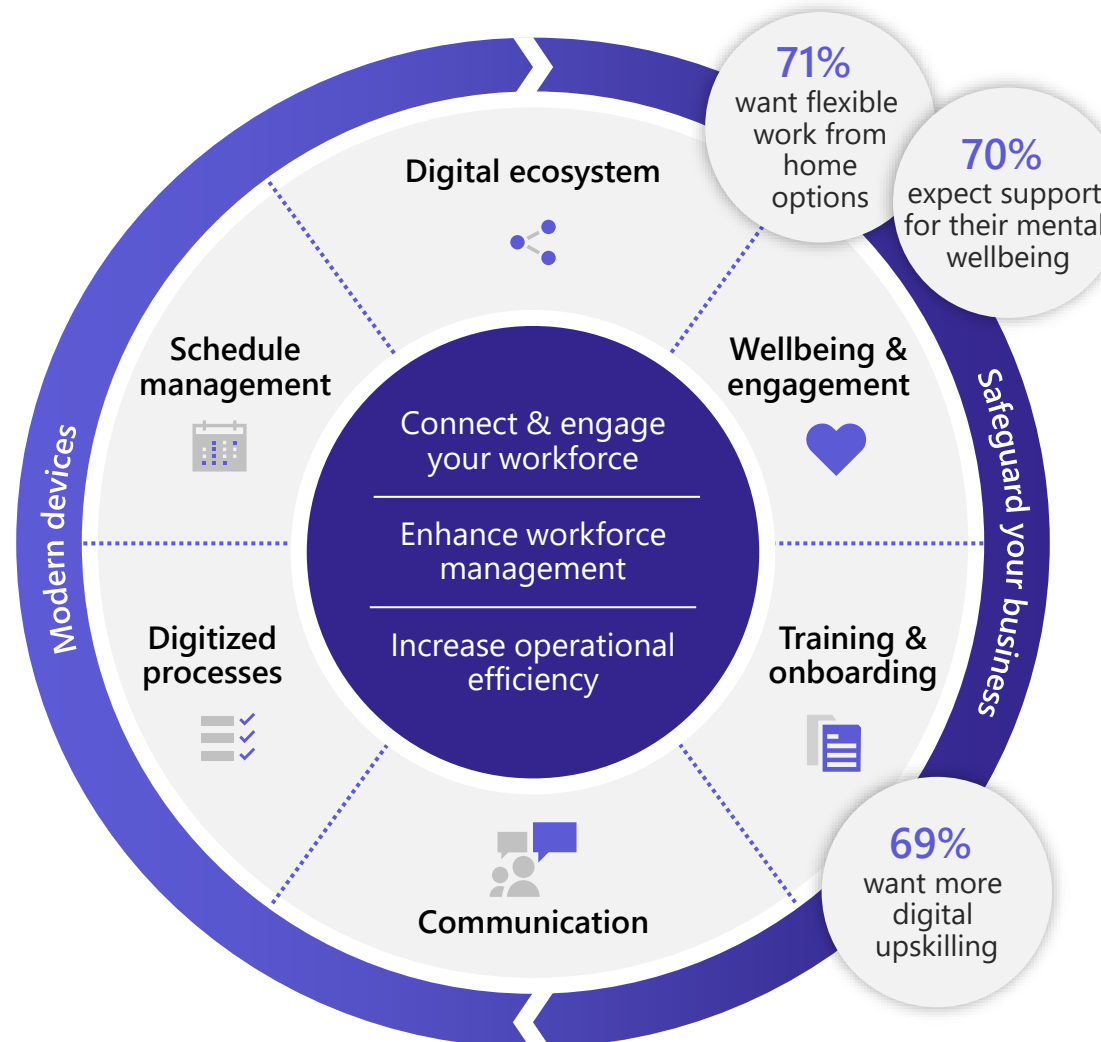 71%
want flexible
work from
home
options
70%
expect support
for their mental
wellbeing
Digital ecosystem
Schedule
management
Wellbeing &
engagement
Connect & engage
your workforce
Enhance workforce
management
Increase operational
efficiency
Modern devices
Safeguard your business
Digitized
processes
Training &
onboarding
Communication
69%
want more
digital
upskilling